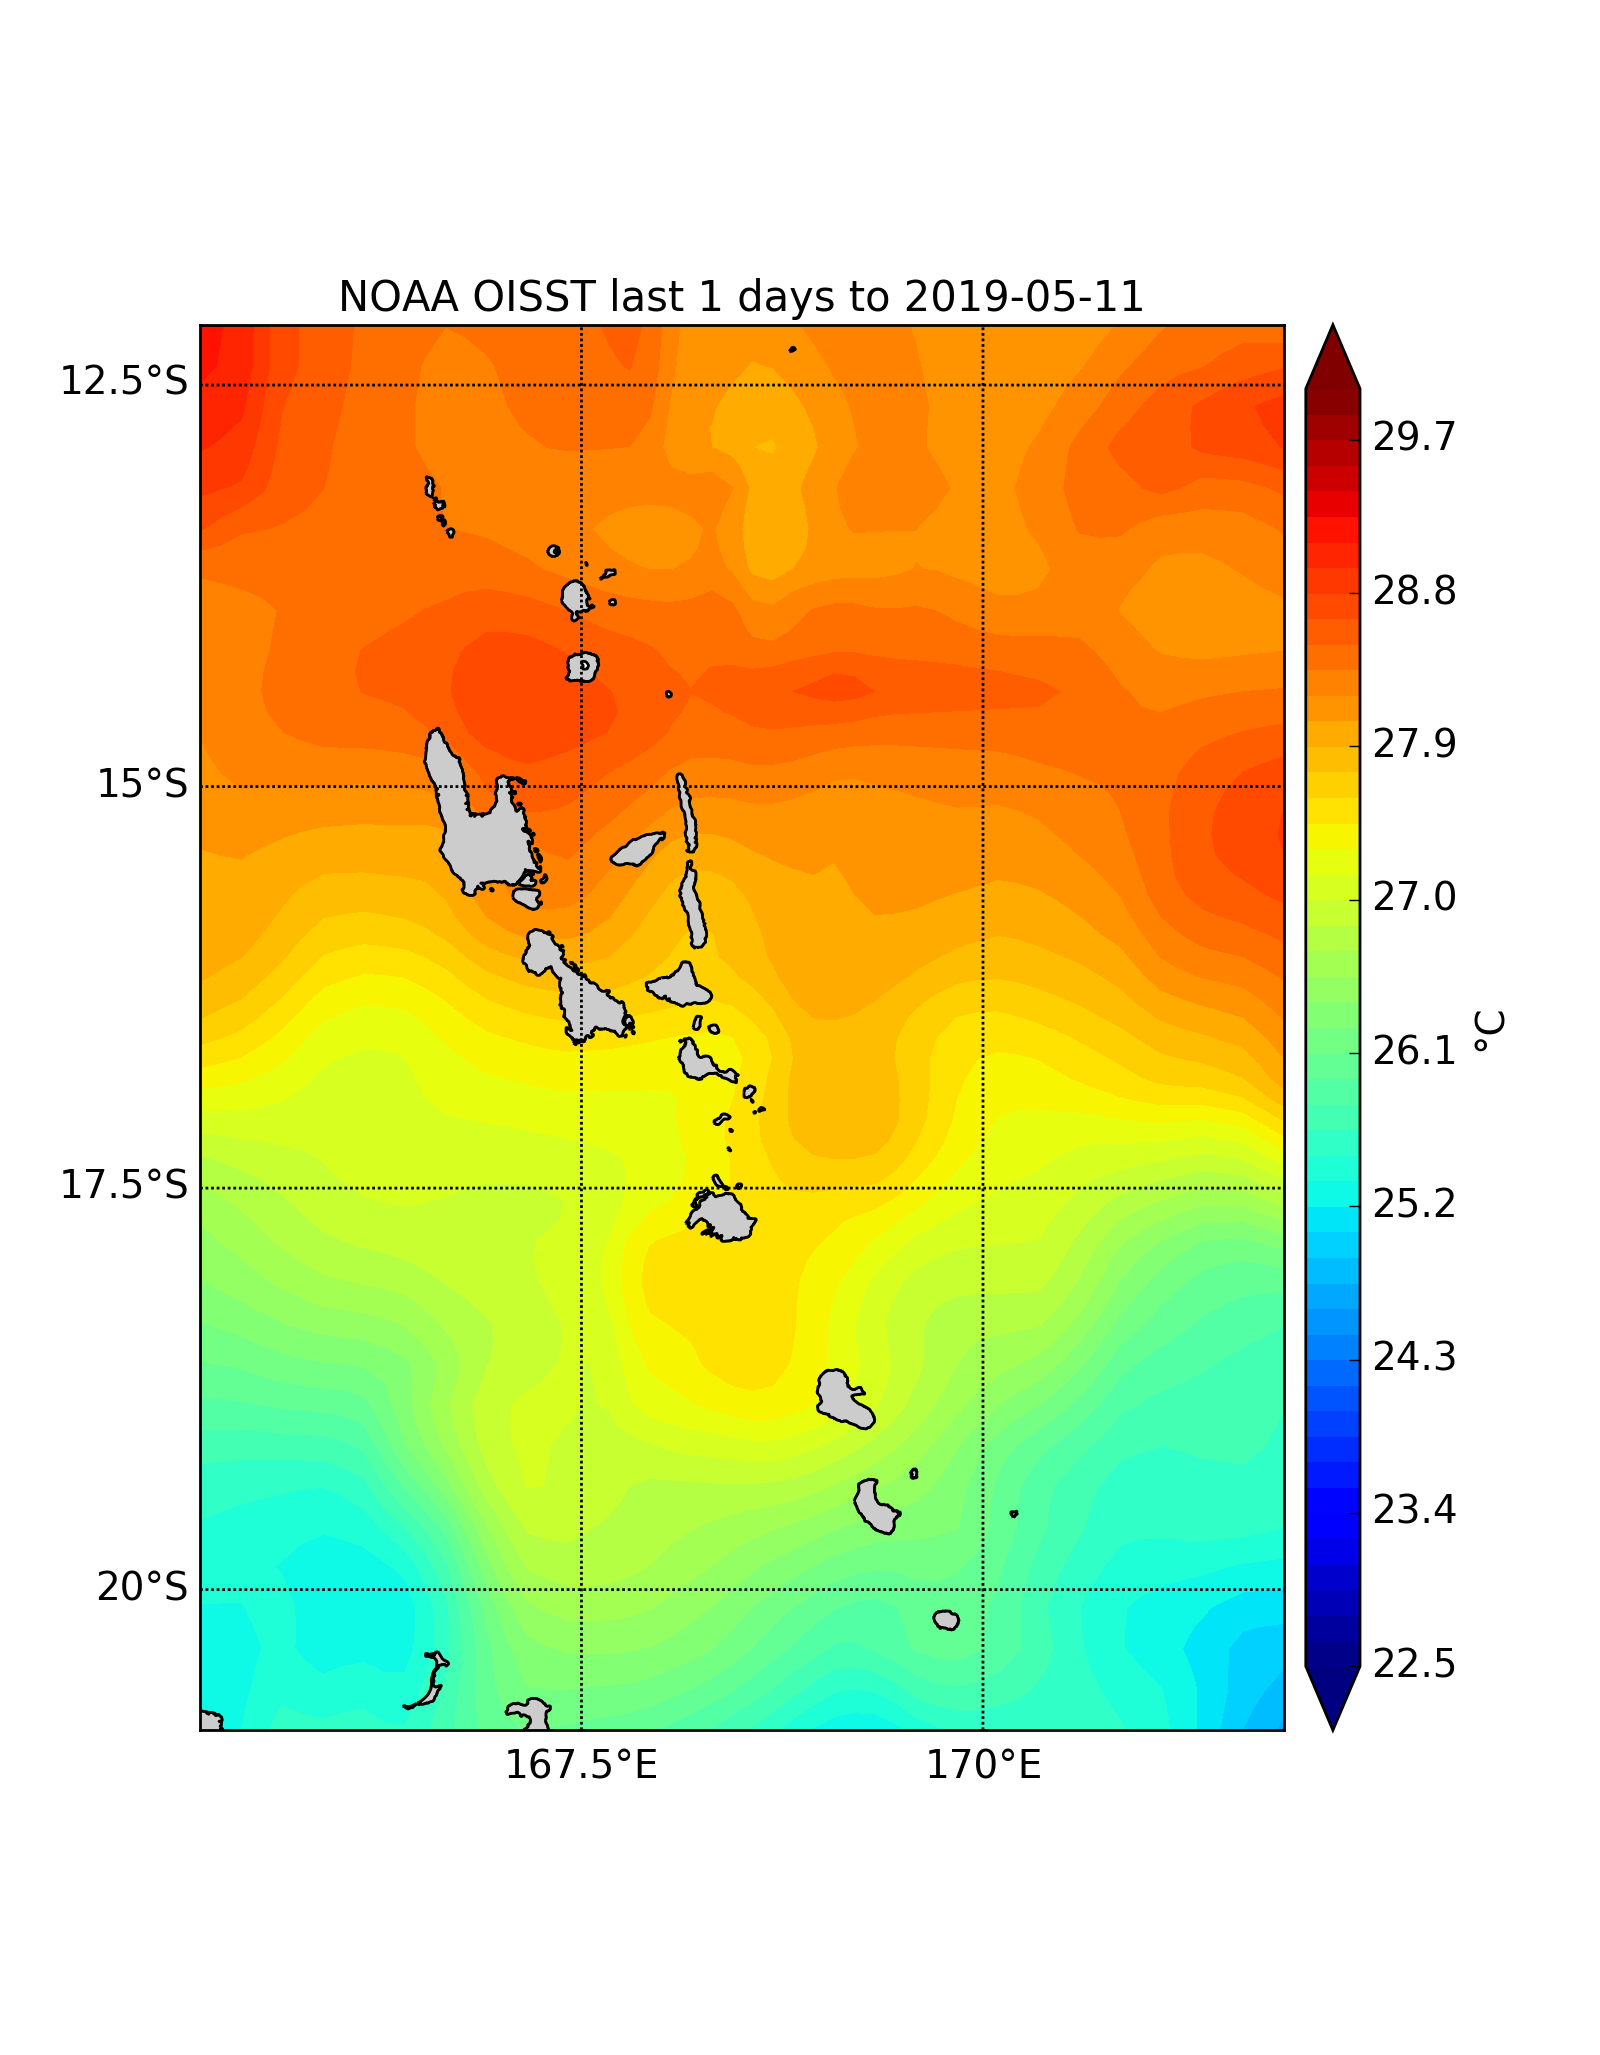 NOAA OISST last 1 days to 2019-05-11
12.5°S
15°S
17.5°S
20°S
167.5°E
170°E
29.7
28.8
27.9
27.0
26.1
25.2
24.3
23.4
22.5
°C